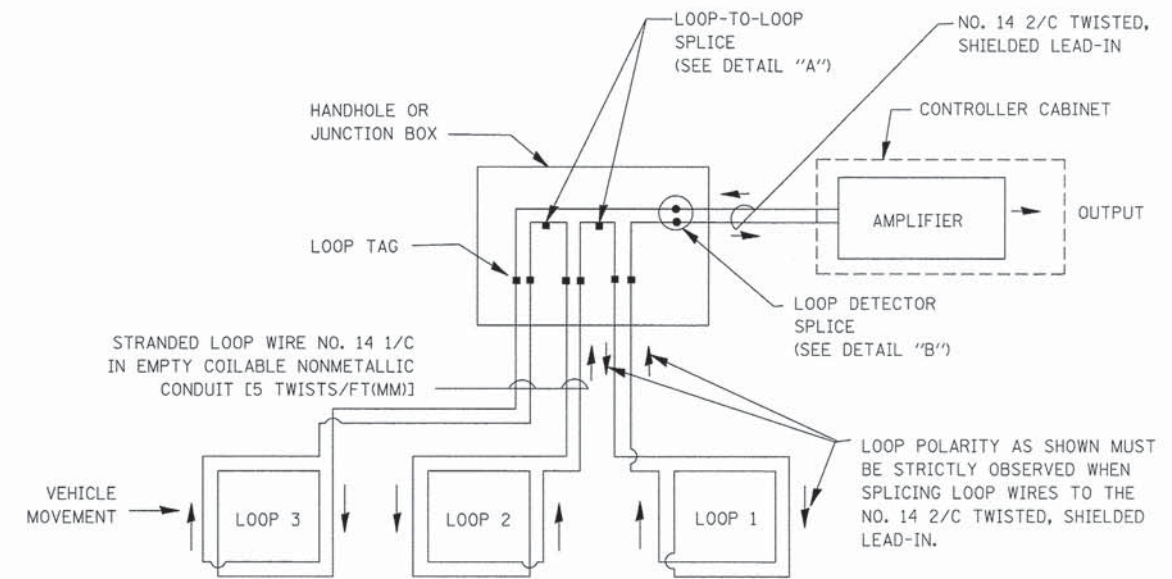 LOOP-TO-LOOP
SPLICE
(SEE DETAIL "A")
NO. 14 2/C TWISTED,
SHIELDED LEAD-IN
HANDHOLE OR
JUNCTION BOX
CONTROLLER CABINET
AMPLIFIER
OUTPUT
LOOP TAG
LOOP DETECTOR
SPLICE
(SEE DETAIL "B")
STRANDED LOOP WIRE NO. 14 1/C
IN EMPTY COILABLE NONMETALLIC
CONDUIT [5 TWISTS/FT(MM)]
LOOP POLARITY AS SHOWN MUST
BE STRICTLY OBSERVED WHEN
SPLICING LOOP WIRES TO THE
NO. 14 2/C TWISTED, SHIELDED
LEAD-IN.
VEHICLE
MOVEMENT
LOOP 3
LOOP 2
LOOP 1